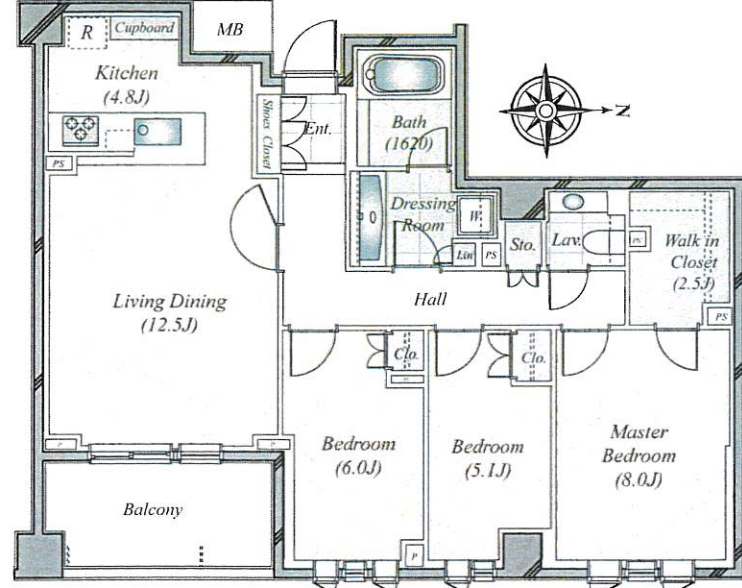 R
Cupboard
MB
Kitchen
(4.8J)
Shoes Closet
Ent.
Bath
(1620)
N
PS
Dressing
Room
W
Lin
PS
Sto.
Lav.
PS
Walk in
Closet
(2.5J)
PS
Living Dining
(12.5J)
Hall
Clo.
Clo.
P
P
P
Bedroom
(6.0J)
Bedroom
(5.1J)
Master
Bedroom
(8.0J)
Balcony
P